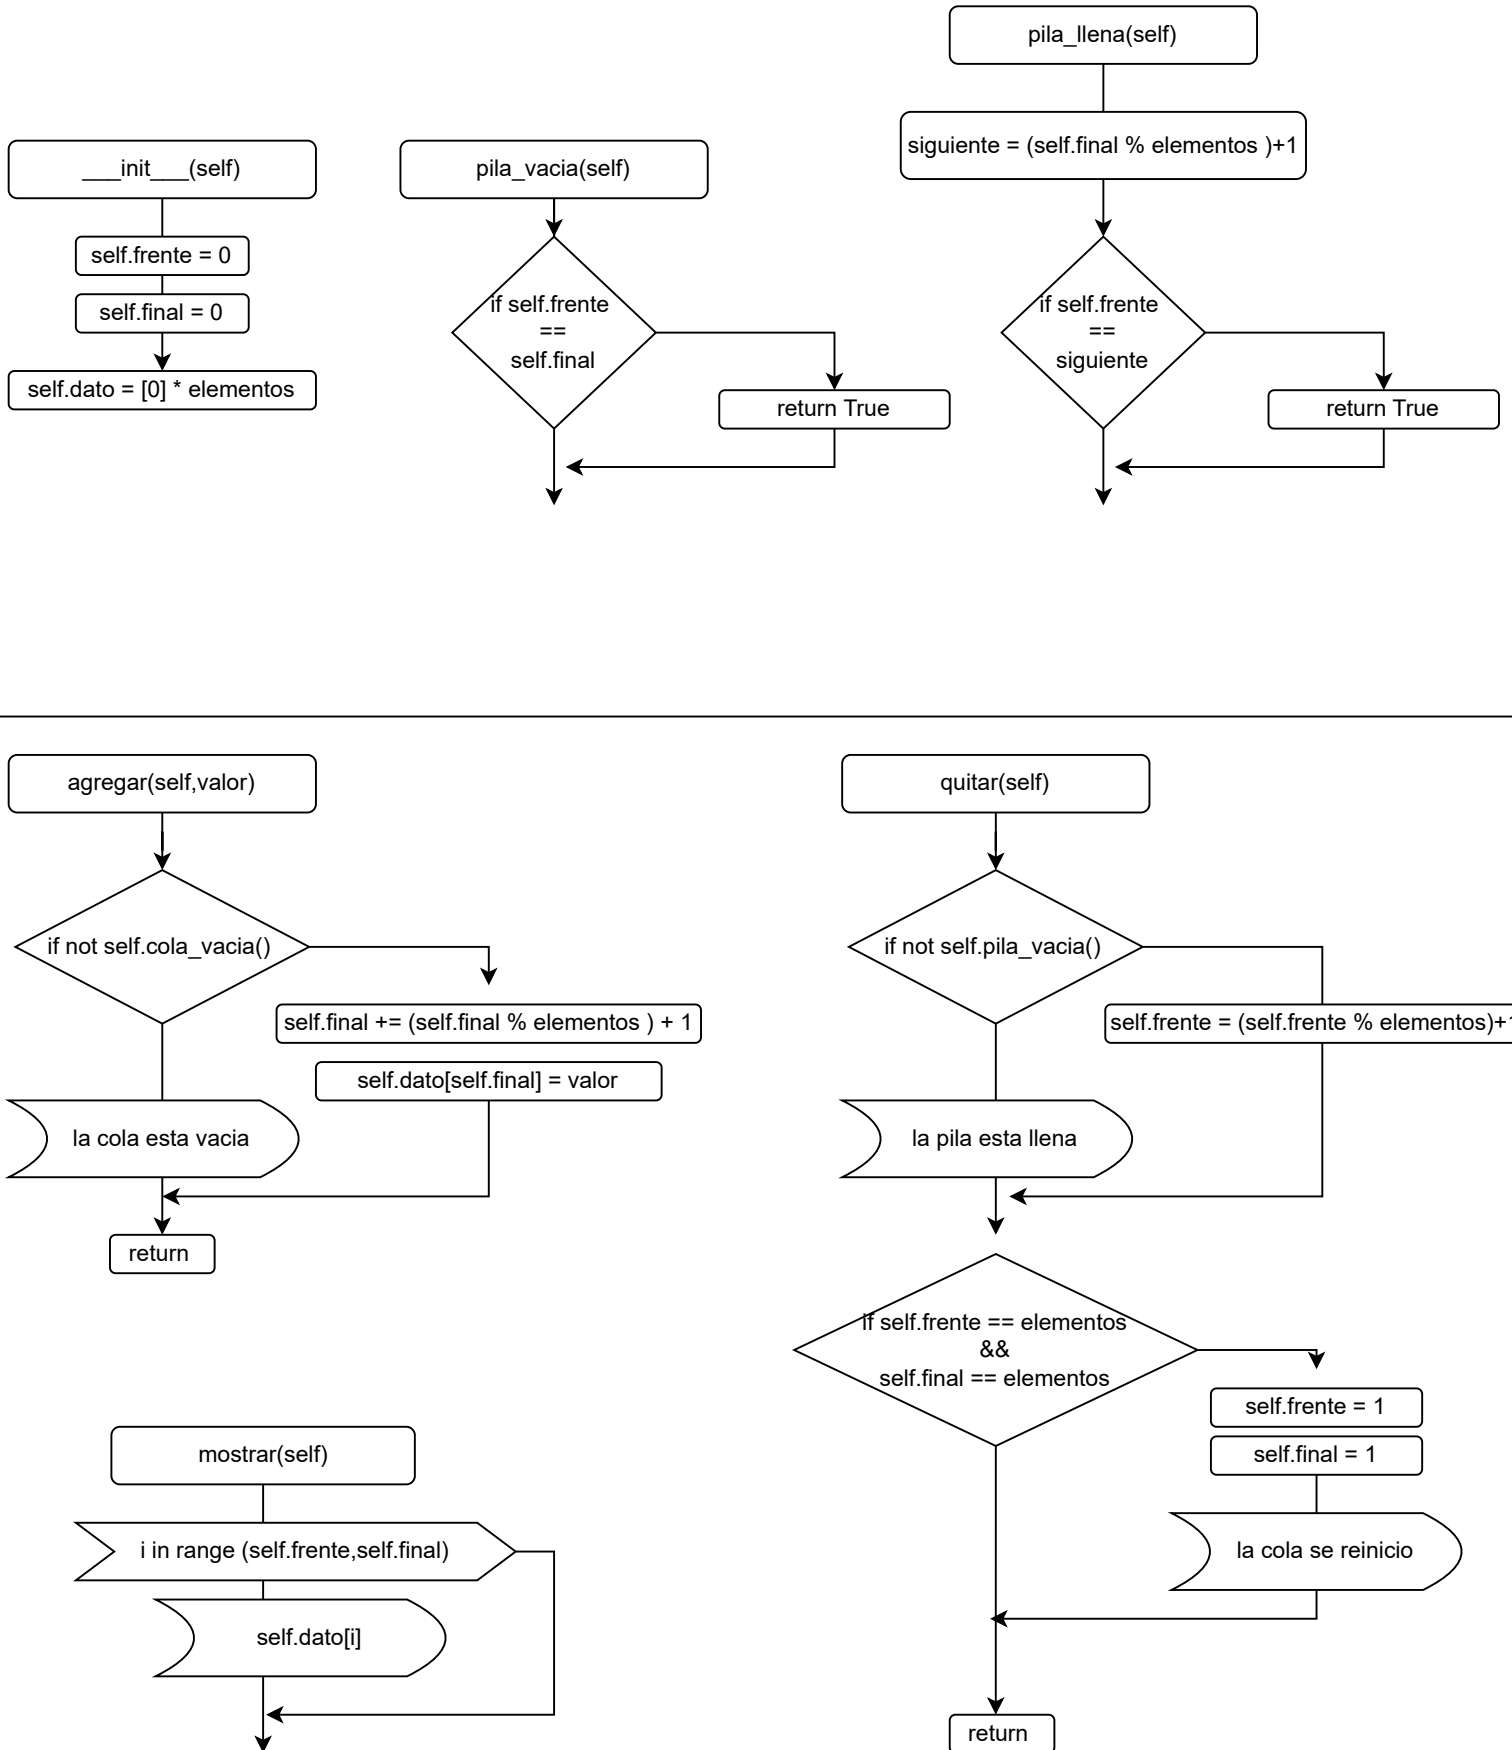 pila_llena(self)
siguiente = (self.final % elementos )+1
___init___(self)
pila_vacia(self)
self.frente = 0
self.final = 0
self.dato = [0] * elementos
if self.frente
==
self.final
return True
if self.frente
==
siguiente
return True
agregar(self,valor)
if not self.cola_vacia()
self.final += (self.final % elementos ) + 1
self.dato[self.final] = valor
la cola esta vacia
return
quitar(self)
if not self.pila_vacia()
self.frente = (self.frente % elementos)+1
la pila esta llena
if self.frente == elementos
&&
self.final == elementos
self.frente = 1
self.final = 1
la cola se reinicio
return
mostrar(self)
i in range (self.frente,self.final)
self.dato[i]